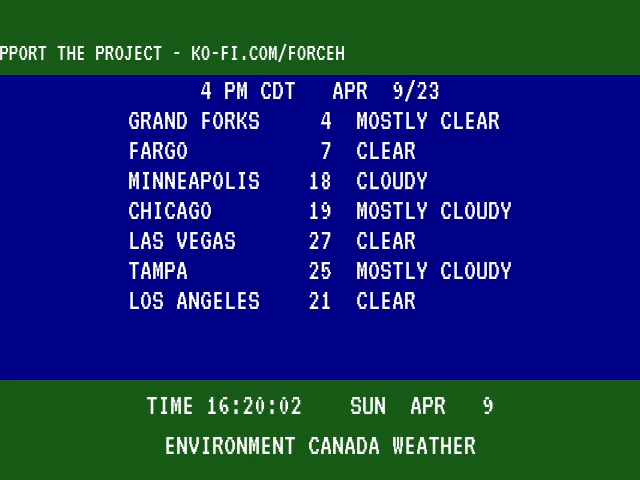 PPORT THE PROJECT - KO-FI.COM/FORCEH
4 PM CDT APR 9/23
GRAND FORKS 4 MOSTLY CLEAR
FARGO 7 CLEAR
MINNEAPOLIS 18 CLOUDY
CHICAGO 19 MOSTLY CLOUDY
LAS VEGAS 27 CLEAR
TAMPA 25 MOSTLY CLOUDY
LOS ANGELES 21 CLEAR
TIME 16:20:02 SUN APR 9
ENVIRONMENT CANADA WEATHER